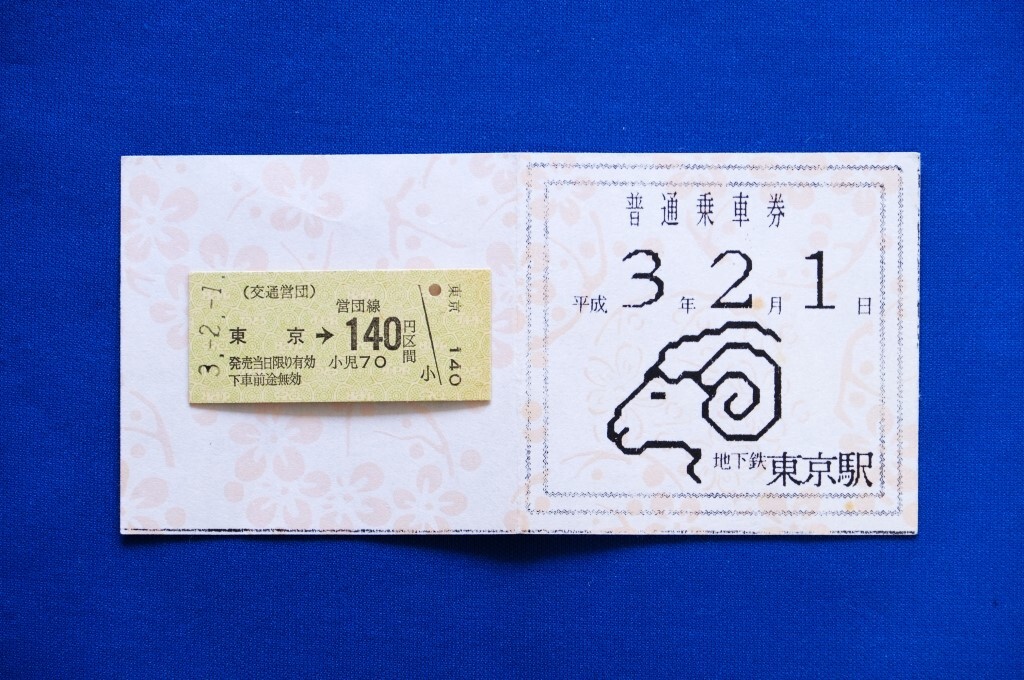 3.-2.-1
(交通営団)
営団線
東 京 → 140円区間
発売当日限り有効 小児70
下車前途無効
小
東京
140
普通乗車券
平成 3 年 2 月 1 日
地下鉄 東京駅